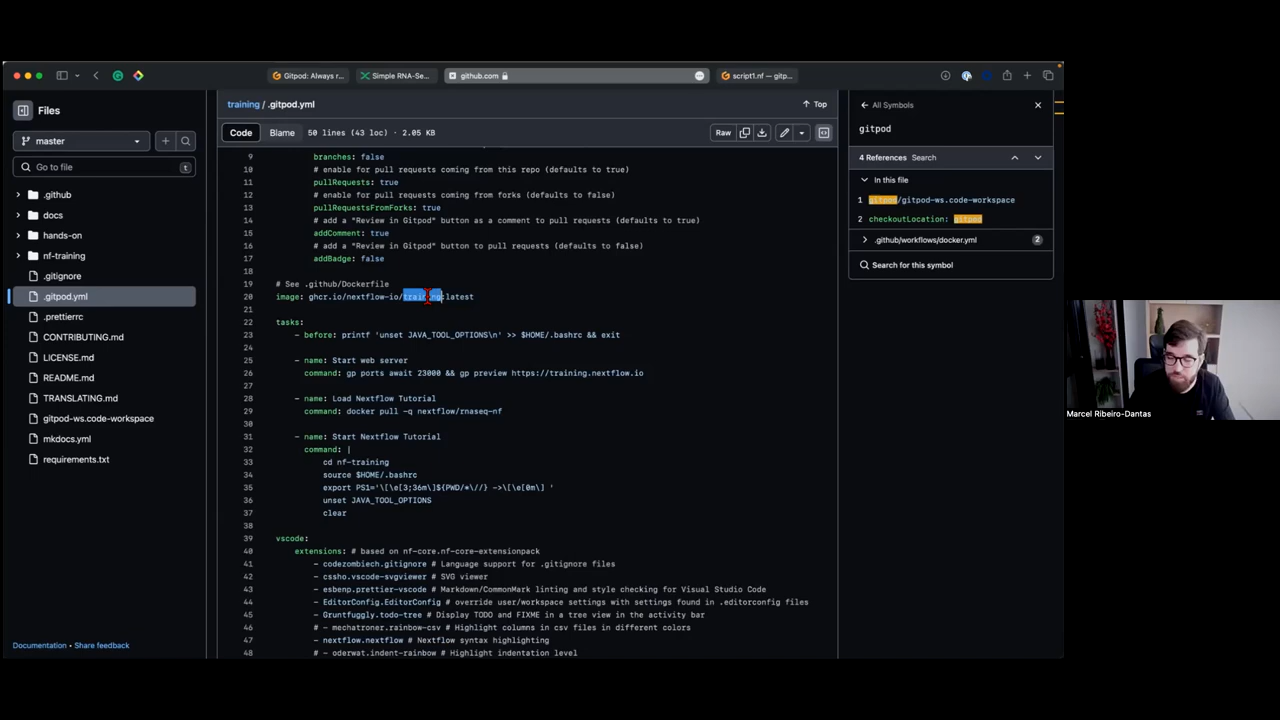 Gitpod: Always r...
Simple RNA-Se...
github.com
script1.nf — gitp...
Files
master
Go to file
t
.github
docs
hands-on
nf-training
.gitignore
.gitpod.yml
.prettierrc
CONTRIBUTING.md
LICENSE.md
README.md
TRANSLATING.md
gitpod-ws.code-workspace
mkdocs.yml
requirements.txt
Documentation • Share feedback
training / .gitpod.yml
Top
Code
Blame
50 lines (43 loc) · 2.05 KB
Raw
9 branches: false
10 # enable for pull requests coming from this repo (defaults to true)
11 pullRequests: true
12 # enable for pull requests coming from forks (defaults to false)
13 pullRequestsFromForks: true
14 # add a "Review in Gitpod" button as a comment to pull requests (defaults to true)
15 addComment: true
16 # add a "Review in Gitpod" button to pull requests (defaults to false)
17 addBadge: false
18
19 # See .github/Dockerfile
20 image: ghcr.io/nextflow-io/training:latest
21
22 tasks:
23 - before: printf 'unset JAVA_TOOL_OPTIONS\n' >> $HOME/.bashrc && exit
24
25 - name: Start web server
26 command: gp ports await 23000 && gp preview https://training.nextflow.io
27
28 - name: Load Nextflow Tutorial
29 command: docker pull -q nextflow/rnaseq-nf
30
31 - name: Start Nextflow Tutorial
32 command: |
33 cd nf-training
34 source $HOME/.bashrc
35 export PS1='\[\e[3;36m\]${PWD/*\//} ->\[\e[0m\] '
36 unset JAVA_TOOL_OPTIONS
37 clear
38
39 vscode:
40 extensions: # based on nf-core.nf-core-extensionpack
41 - codezombiech.gitignore # Language support for .gitignore files
42 - cssho.vscode-svgviewer # SVG viewer
43 - esbenp.prettier-vscode # Markdown/CommonMark linting and style checking for Visual Studio Code
44 - EditorConfig.EditorConfig # override user/workspace settings with settings found in .editorconfig files
45 - Gruntfuggly.todo-tree # Display TODO and FIXME in a tree view in the activity bar
46 # - mechatroner.rainbow-csv # Highlight columns in csv files in different colors
47 - nextflow.nextflow # Nextflow syntax highlighting
48 # - oderwat.indent-rainbow # Highlight indentation level
All Symbols
gitpod
4 References Search
In this file
1 gitpod/gitpod-ws.code-workspace
2 checkoutLocation: gitpod
.github/workflows/docker.yml 2
Search for this symbol
Marcel Ribeiro-Dantas